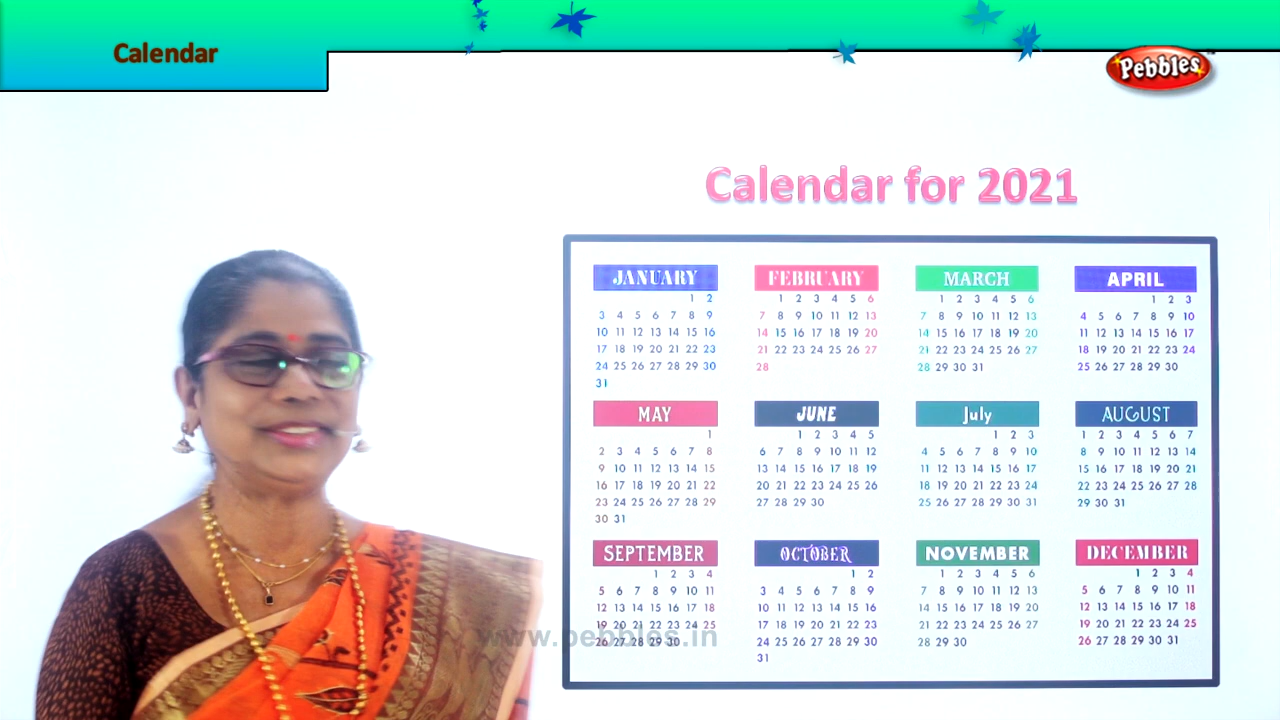 Calendar
Pebbles
Calendar for 2021
JANUARY
1 2
3 4 5 6 7 8 9
10 11 12 13 14 15 16
17 18 19 20 21 22 23
24 25 26 27 28 29 30
31
FEBRUARY
1 2 3 4 5 6
7 8 9 10 11 12 13
14 15 16 17 18 19 20
21 22 23 24 25 26 27
28
MARCH
1 2 3 4 5 6
7 8 9 10 11 12 13
14 15 16 17 18 19 20
21 22 23 24 25 26 27
28 29 30 31
APRIL
1 2 3
4 5 6 7 8 9 10
11 12 13 14 15 16 17
18 19 20 21 22 23 24
25 26 27 28 29 30
MAY
1
2 3 4 5 6 7 8
9 10 11 12 13 14 15
16 17 18 19 20 21 22
23 24 25 26 27 28 29
30 31
JUNE
1 2 3 4 5
6 7 8 9 10 11 12
13 14 15 16 17 18 19
20 21 22 23 24 25 26
27 28 29 30
July
1 2 3
4 5 6 7 8 9 10
11 12 13 14 15 16 17
18 19 20 21 22 23 24
25 26 27 28 29 30 31
AUGUST
1 2 3 4 5 6 7
8 9 10 11 12 13 14
15 16 17 18 19 20 21
22 23 24 25 26 27 28
29 30 31
SEPTEMBER
1 2 3 4
5 6 7 8 9 10 11
12 13 14 15 16 17 18
19 20 21 22 23 24 25
26 27 28 29 30
OCTOBER
1 2
3 4 5 6 7 8 9
10 11 12 13 14 15 16
17 18 19 20 21 22 23
24 25 26 27 28 29 30
31
NOVEMBER
1 2 3 4 5 6
7 8 9 10 11 12 13
14 15 16 17 18 19 20
21 22 23 24 25 26 27
28 29 30
DECEMBER
1 2 3 4
5 6 7 8 9 10 11
12 13 14 15 16 17 18
19 20 21 22 23 24 25
26 27 28 29 30 31
www.pebbles.in